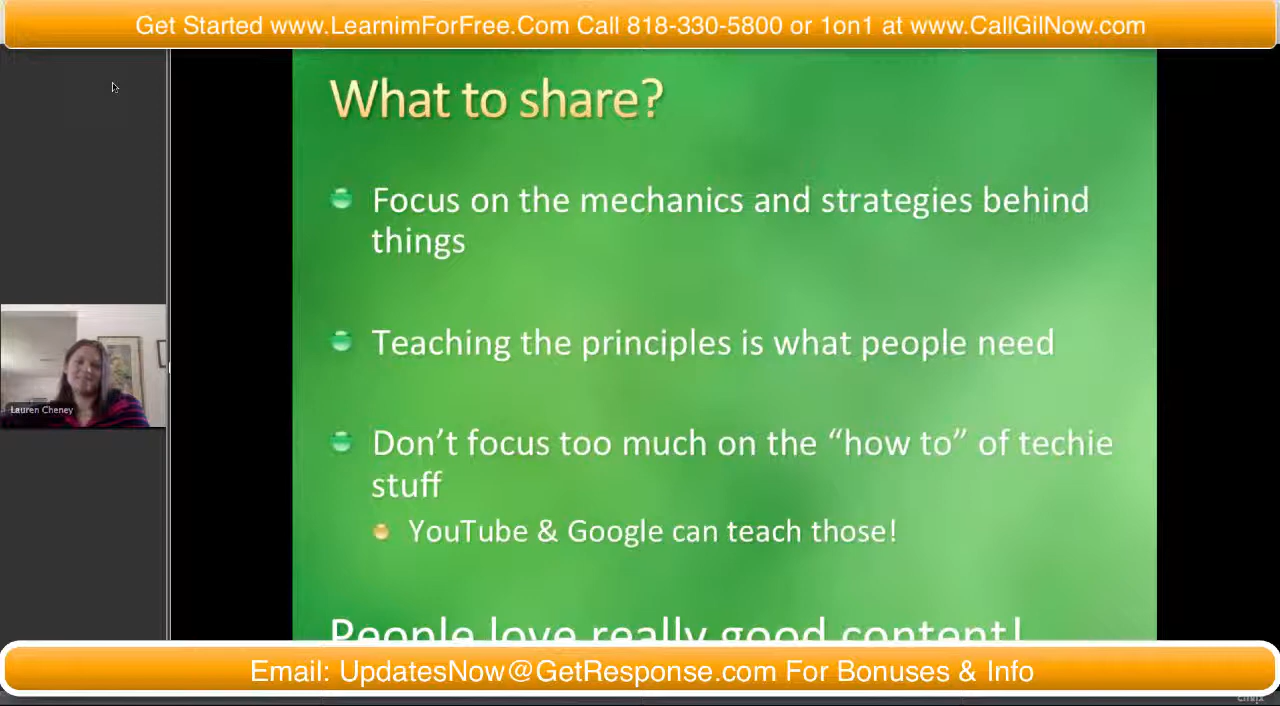 Get Started www.LearnimForFree.Com Call 818-330-5800 or 1on1 at www.CallGilNow.com
What to share?
Focus on the mechanics and strategies behind
things
Teaching the principles is what people need
Lauren Cheney
Don't focus too much on the “how to” of techie
stuff
YouTube & Google can teach those!
People love really good content!
Email: UpdatesNow@GetResponse.com For Bonuses & Info